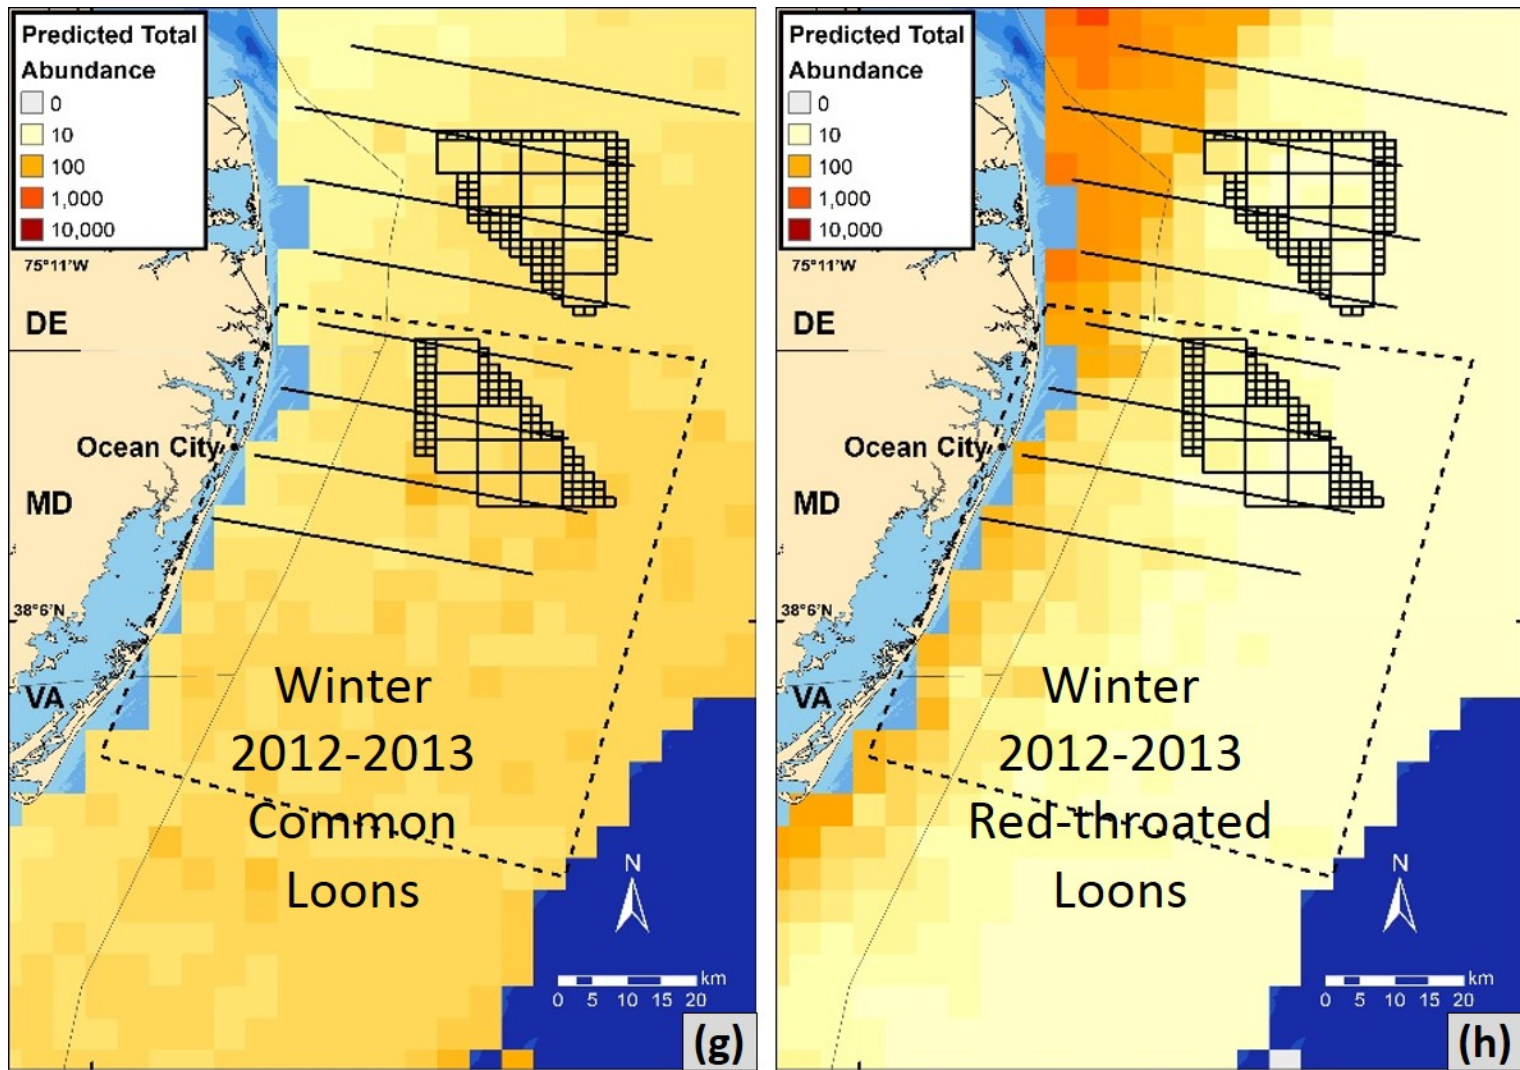 Predicted Total
Abundance
0
10
100
1,000
10,000
75°11'W
DE
Ocean City
MD
38°6'N
VA
Winter
2012-2013
Common
Loons
N
km
0 5 10 15 20
(g)
Predicted Total
Abundance
0
10
100
1,000
10,000
75°11'W
DE
Ocean City
MD
38°6'N
VA
Winter
2012-2013
Red-throated
Loons
N
km
0 5 10 15 20
(h)